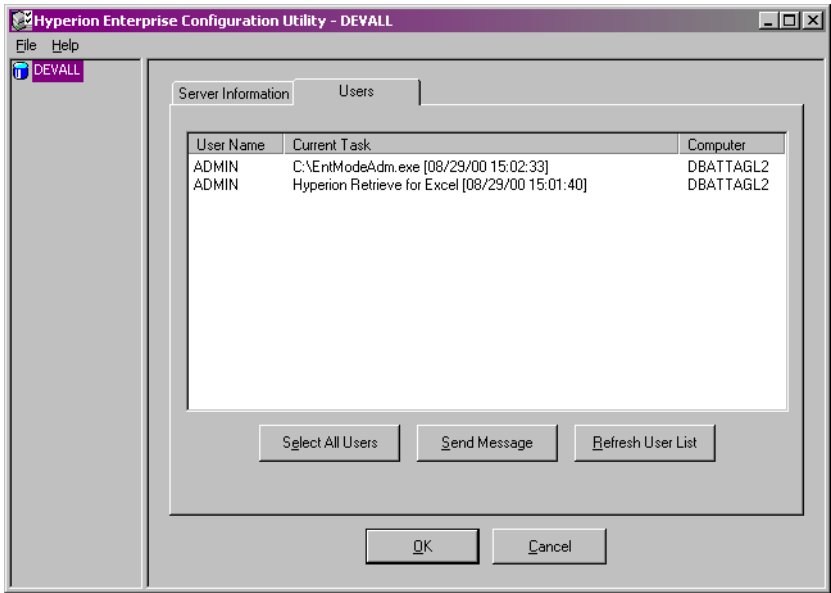 Hyperion Enterprise Configuration Utility - DEVALL
File Help
DEVALL
Server Information Users
User Name Current Task Computer
ADMIN C:\EntModeAdm.exe [08/29/00 15:02:33] DBATTAGL2
ADMIN Hyperion Retrieve for Excel [08/29/00 15:01:40] DBATTAGL2
Select All Users Send Message Refresh User List
OK Cancel